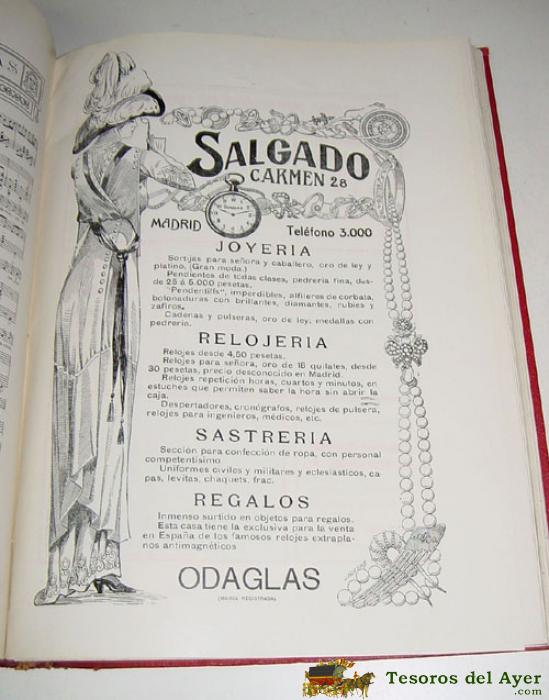 SALGADO
CARMEN 28
MADRID
Teléfono 3.000
JOYERIA
Sortijas para señora y caballero, oro de ley y
platino. (Gran moda.)
Pendientes de todas clases, pedrería fina, des-
de 25 á 5.000 pesetas.
"Pendentiffs", imperdibles, alfileres de corbata,
botonaduras con brillantes, diamantes, rubíes y
zafiros.
Cadenas y pulseras, oro de ley; medallas con
pedrería.
RELOJERIA
Relojes desde 4,50 pesetas.
Relojes para señora, oro de 18 quilates, desde
30 pesetas, precio desconocido en Madrid.
Relojes repetición horas, cuartos y minutos, en
estuches que permiten saber la hora sin abrir la
caja.
Despertadores, cronógrafos, relojes de pulsera,
relojes para ingenieros, médicos, etc.
SASTRERIA
Sección para confección de ropa, con personal
competentísimo
Uniformes civiles y militares y eclesiásticos, ca-
pas, levitas, chaquets, frac.
REGALOS
Inmenso surtido en objetos para regalos.
Esta casa tiene la exclusiva para la venta
en España de los famosos relojes extrapla-
nos antimagnéticos
ODAGLAS
(MARCA REGISTRADA)
Tesoros del Ayer
.com